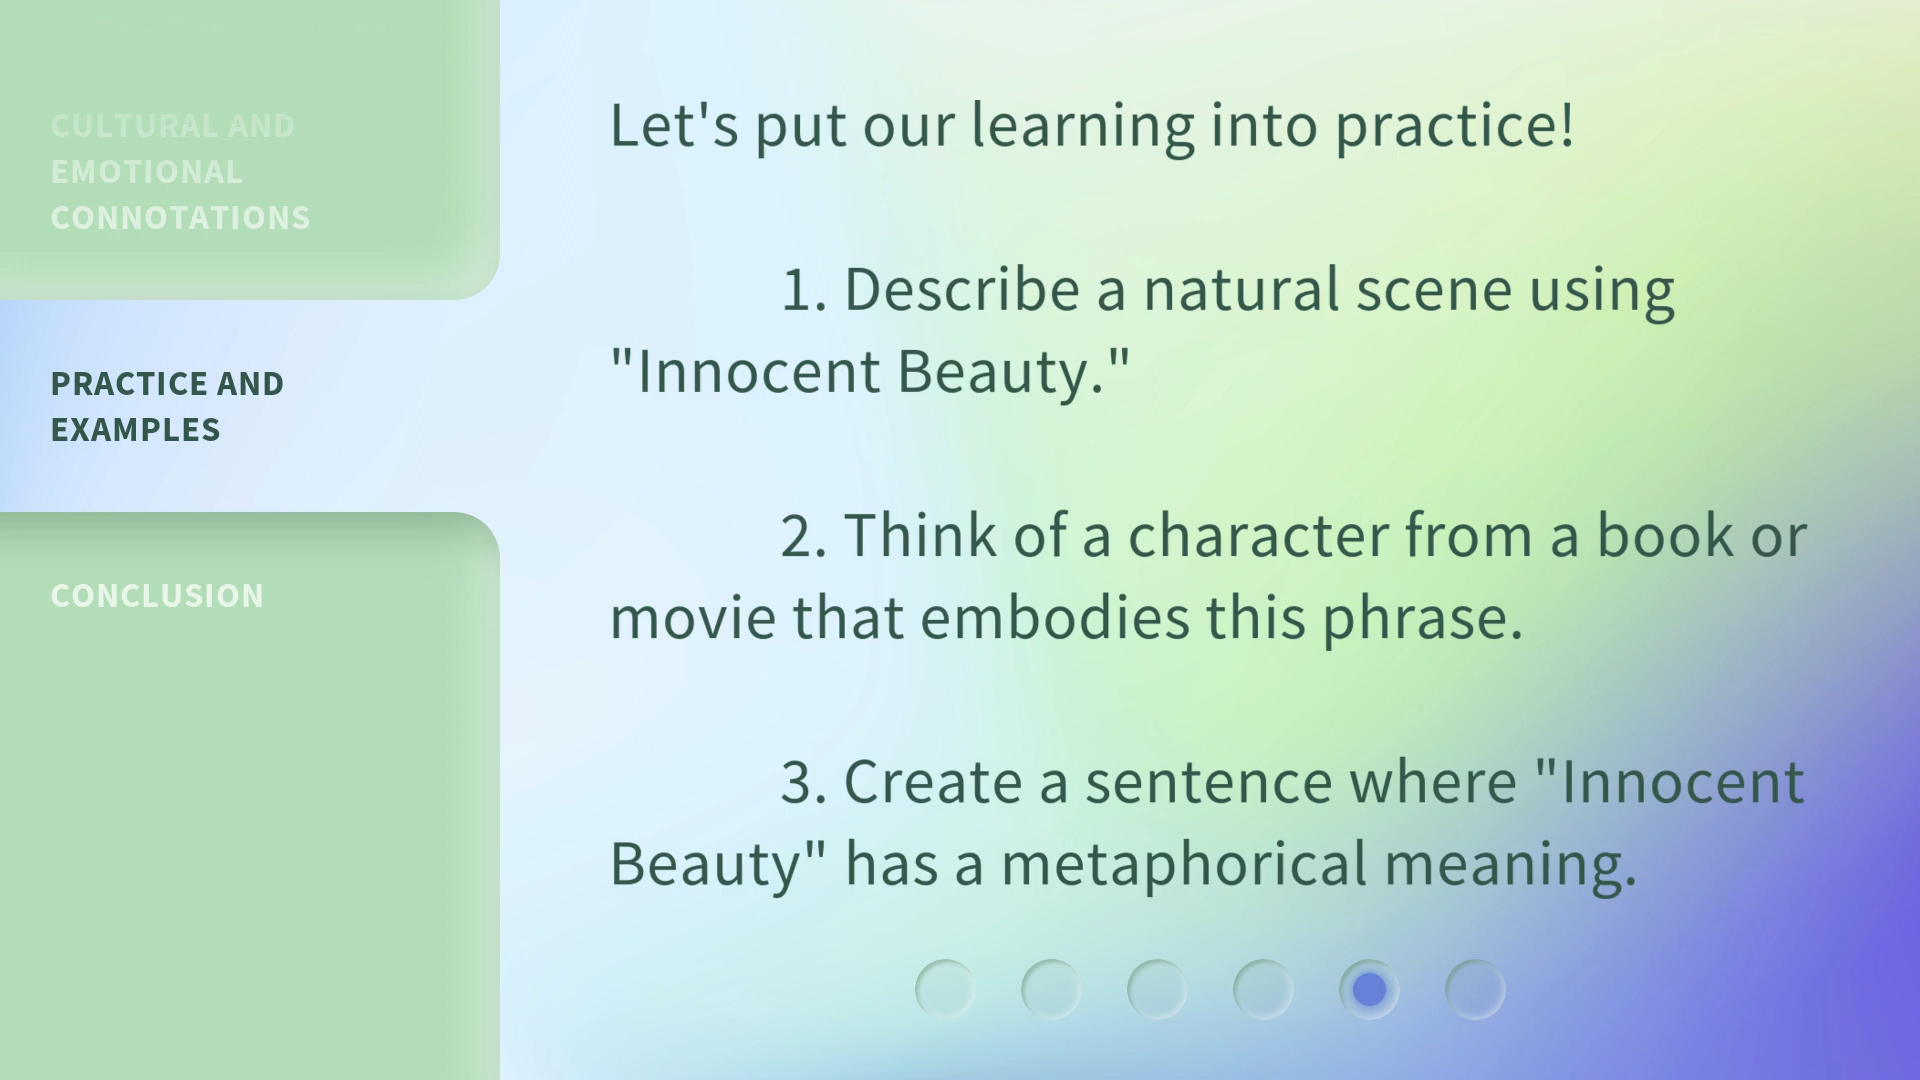 CULTURAL AND
EMOTIONAL
CONNOTATIONS
PRACTICE AND
EXAMPLES
CONCLUSION
Let's put our learning into practice!
1. Describe a natural scene using
"Innocent Beauty."
2. Think of a character from a book or
movie that embodies this phrase.
3. Create a sentence where "Innocent
Beauty" has a metaphorical meaning.